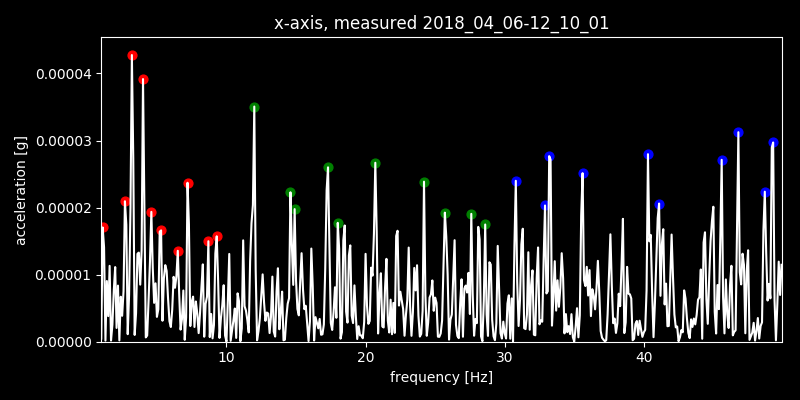 x-axis, measured 2018_04_06-12_10_01
acceleration [g]
0.00004
0.00003
0.00002
0.00001
0.00000
10 20 30 40
frequency [Hz]